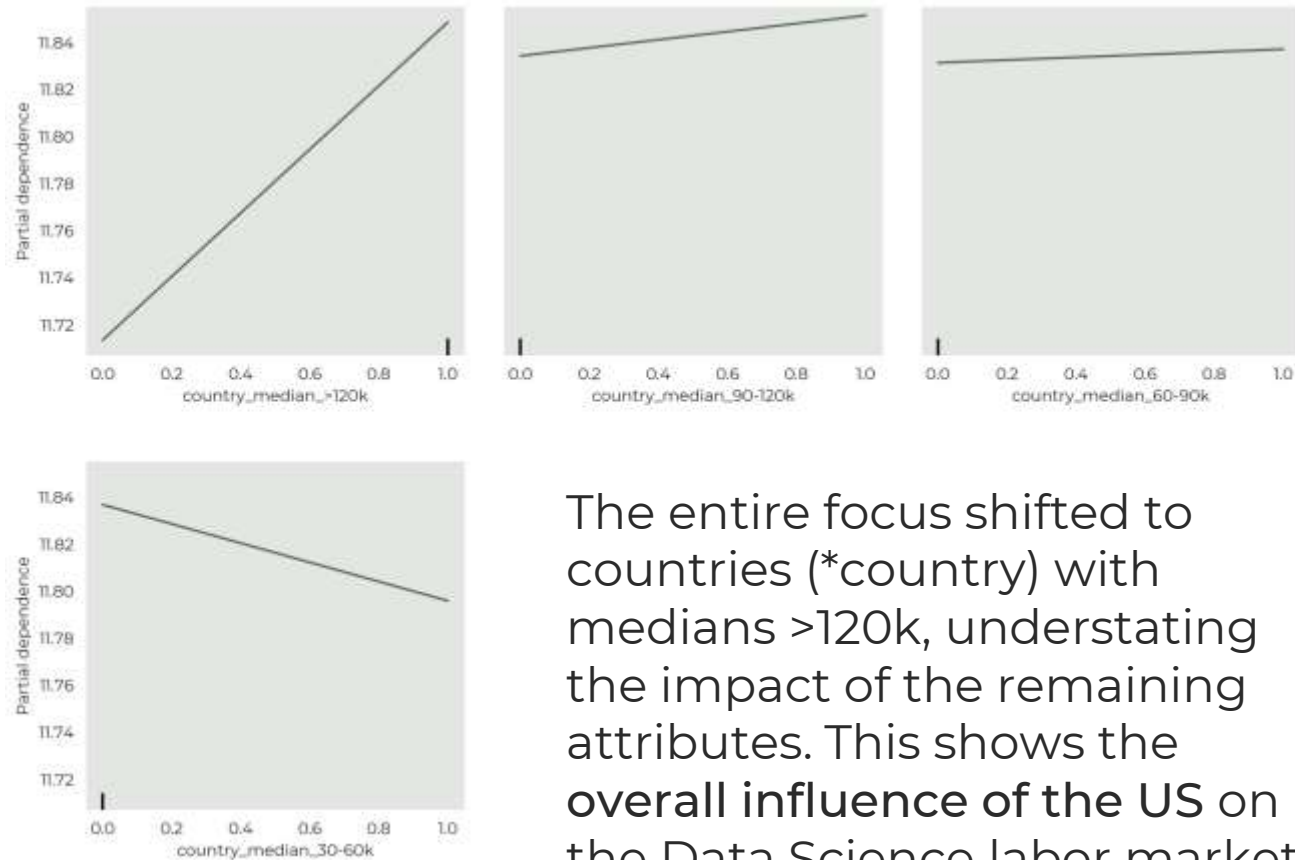 11.84
11.82
11.80
11.78
11.76
11.74
11.72
Partial dependence
0.0 0.2 0.4 0.6 0.8 1.0
country_median_>120k
0.0 0.2 0.4 0.6 0.8 1.0
country_median_90-120k
0.0 0.2 0.4 0.6 0.8 1.0
country_median_60-90k
11.84
11.82
11.80
11.78
11.76
11.74
11.72
Partial dependence
0.0 0.2 0.4 0.6 0.8 1.0
country_median_30-60k
The entire focus shifted to
countries (*country) with
medians >120k, understating
the impact of the remaining
attributes. This shows the
overall influence of the US on
the Data Science labor market